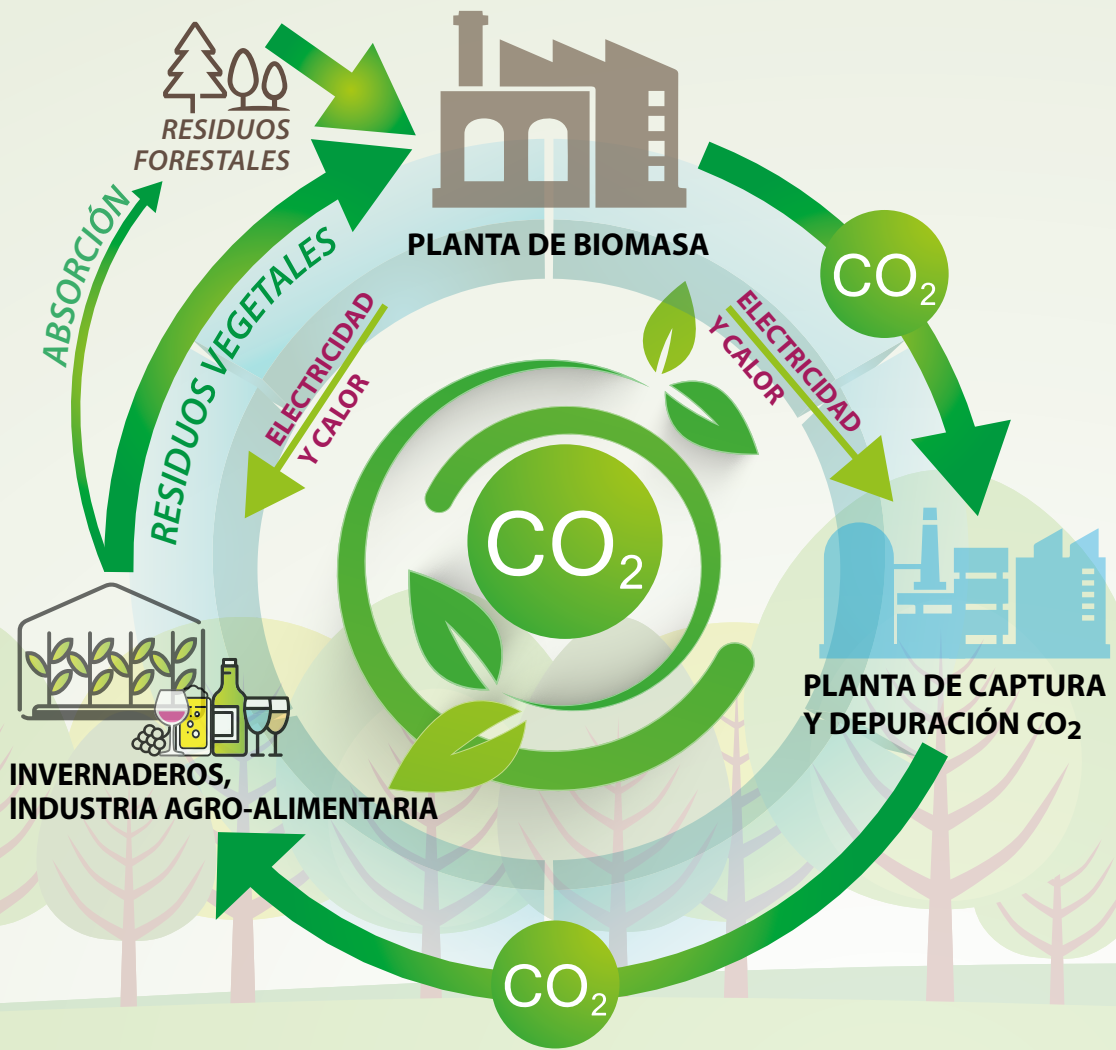 RESIDUOS
FORESTALES
ABSORCIÓN
RESIDUOS VEGETALES
PLANTA DE BIOMASA
CO₂
ELECTRICIDAD
Y CALOR
ELECTRICIDAD
Y CALOR
CO₂
PLANTA DE CAPTURA
Y DEPURACIÓN CO₂
INVERNADEROS,
INDUSTRIA AGRO-ALIMENTARIA
CO₂